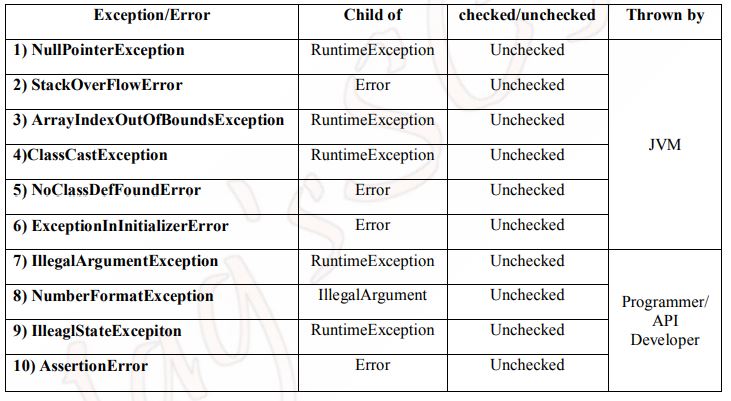 Exception/Error Child of checked/unchecked Thrown by
1) NullPointerException RuntimeException Unchecked
2) StackOverFlowError Error Unchecked
3) ArrayIndexOutOfBoundsException RuntimeException Unchecked
4)ClassCastException RuntimeException Unchecked
JVM
5) NoClassDefFoundError Error Unchecked
6) ExceptionInInitializerError Error Unchecked
7) IllegalArgumentException RuntimeException Unchecked
8) NumberFormatException IllegalArgument Unchecked
9) IlleaglStateExcepiton RuntimeException Unchecked
10) AssertionError Error Unchecked
Programmer/
API
Developer